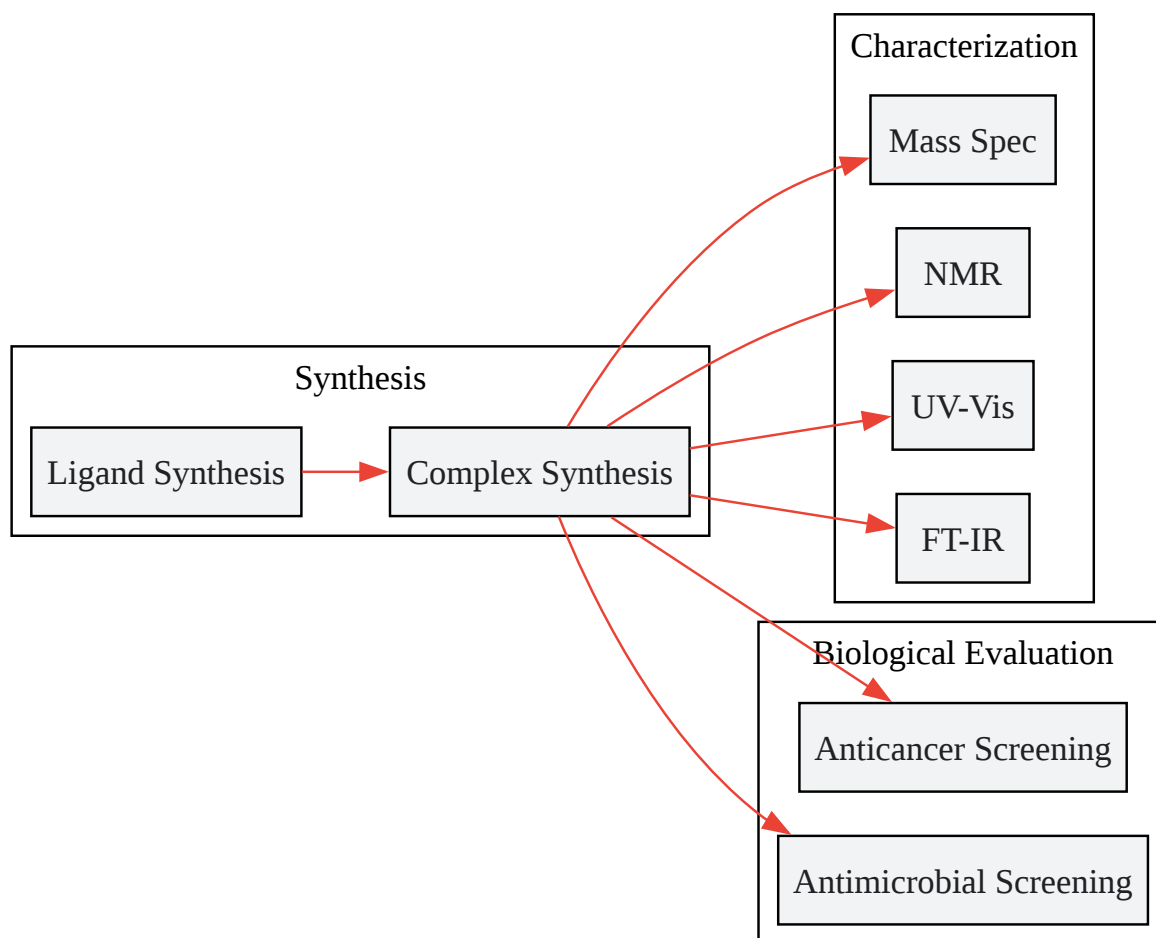 Characterization
Mass Spec
NMR
UV-Vis
FT-IR
Synthesis
Ligand Synthesis
Complex Synthesis
Biological Evaluation
Anticancer Screening
Antimicrobial Screening